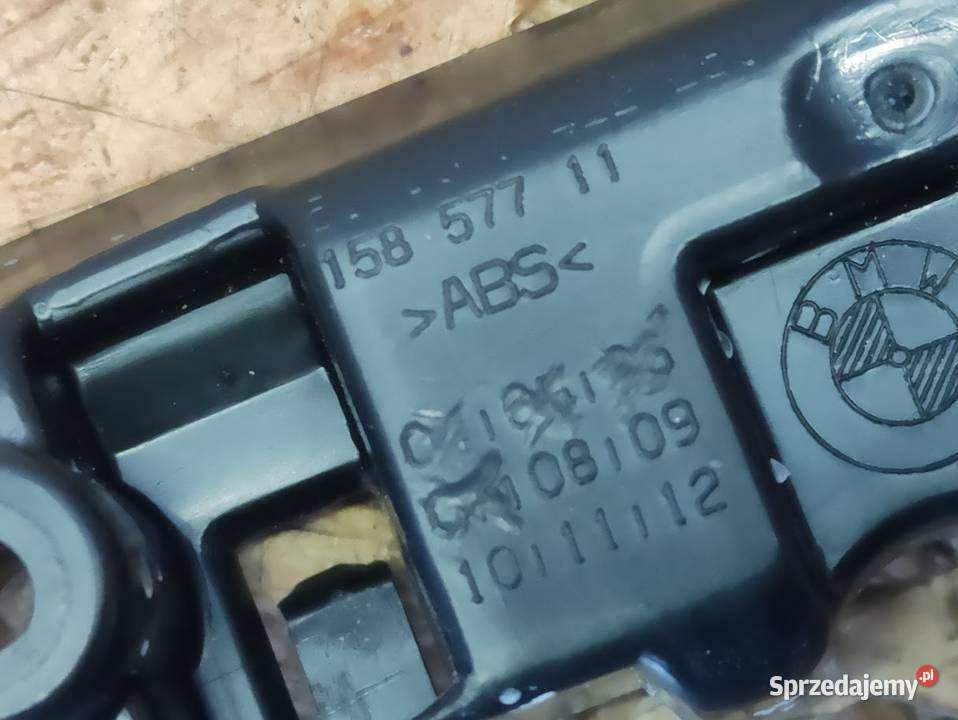 158 577 11
>ABS<
BMW
08109
10111112
Sprzedajemy.pl